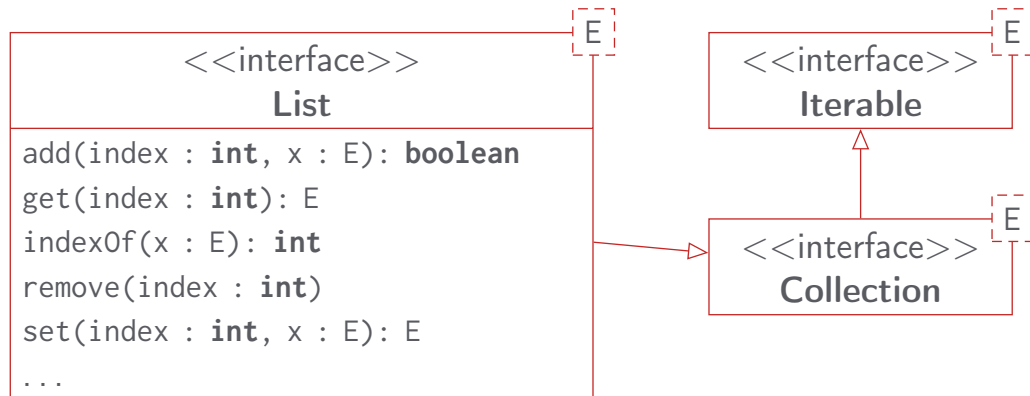 E
<<interface>>
List
add(index : int, x : E): boolean
get(index : int): E
indexOf(x : E): int
remove(index : int)
set(index : int, x : E): E
...
E
<<interface>>
Iterable
E
<<interface>>
Collection